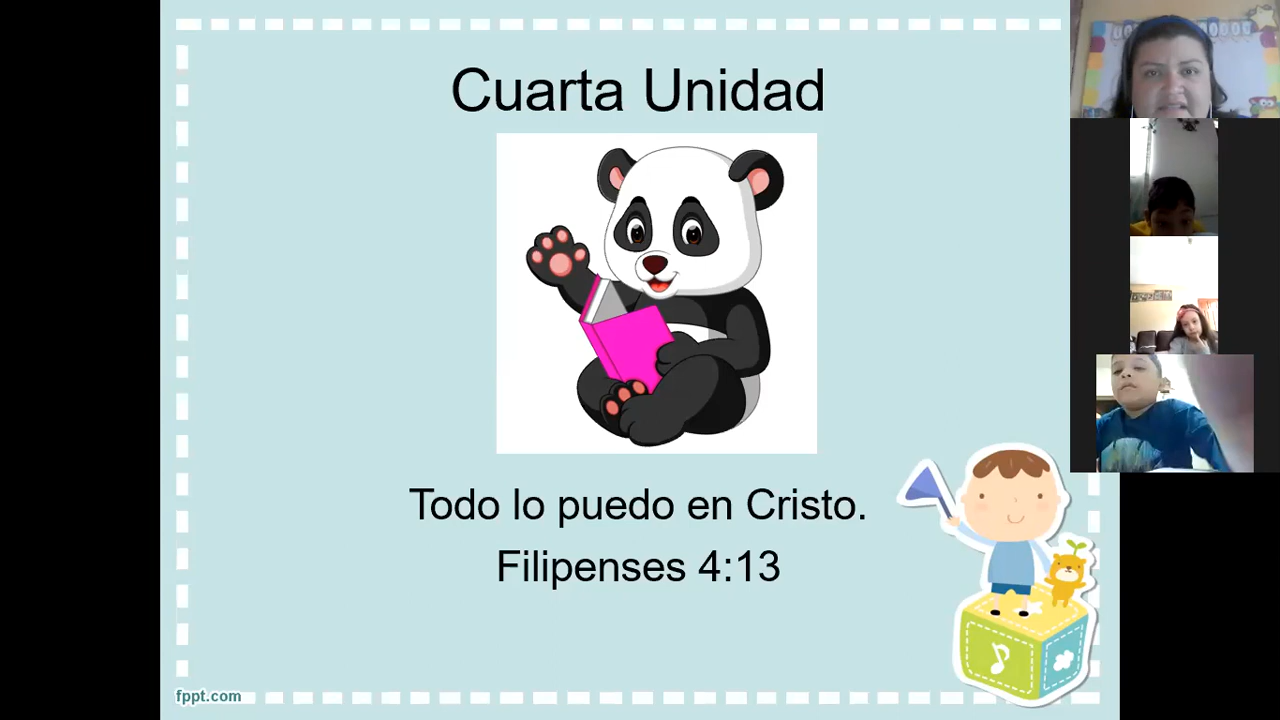 Cuarta Unidad
Todo lo puedo en Cristo.
Filipenses 4:13
fppt.com